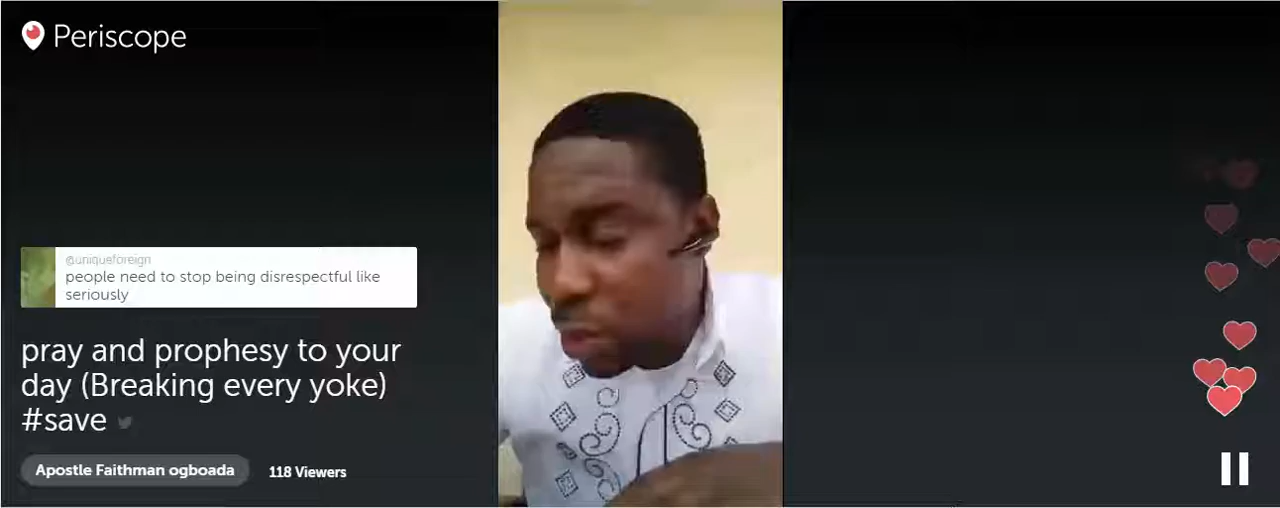 Periscope
@uniqueforeign
people need to stop being disrespectful like
seriously
pray and prophesy to your
day (Breaking every yoke)
#save
Apostle Faithman ogboada
118 Viewers